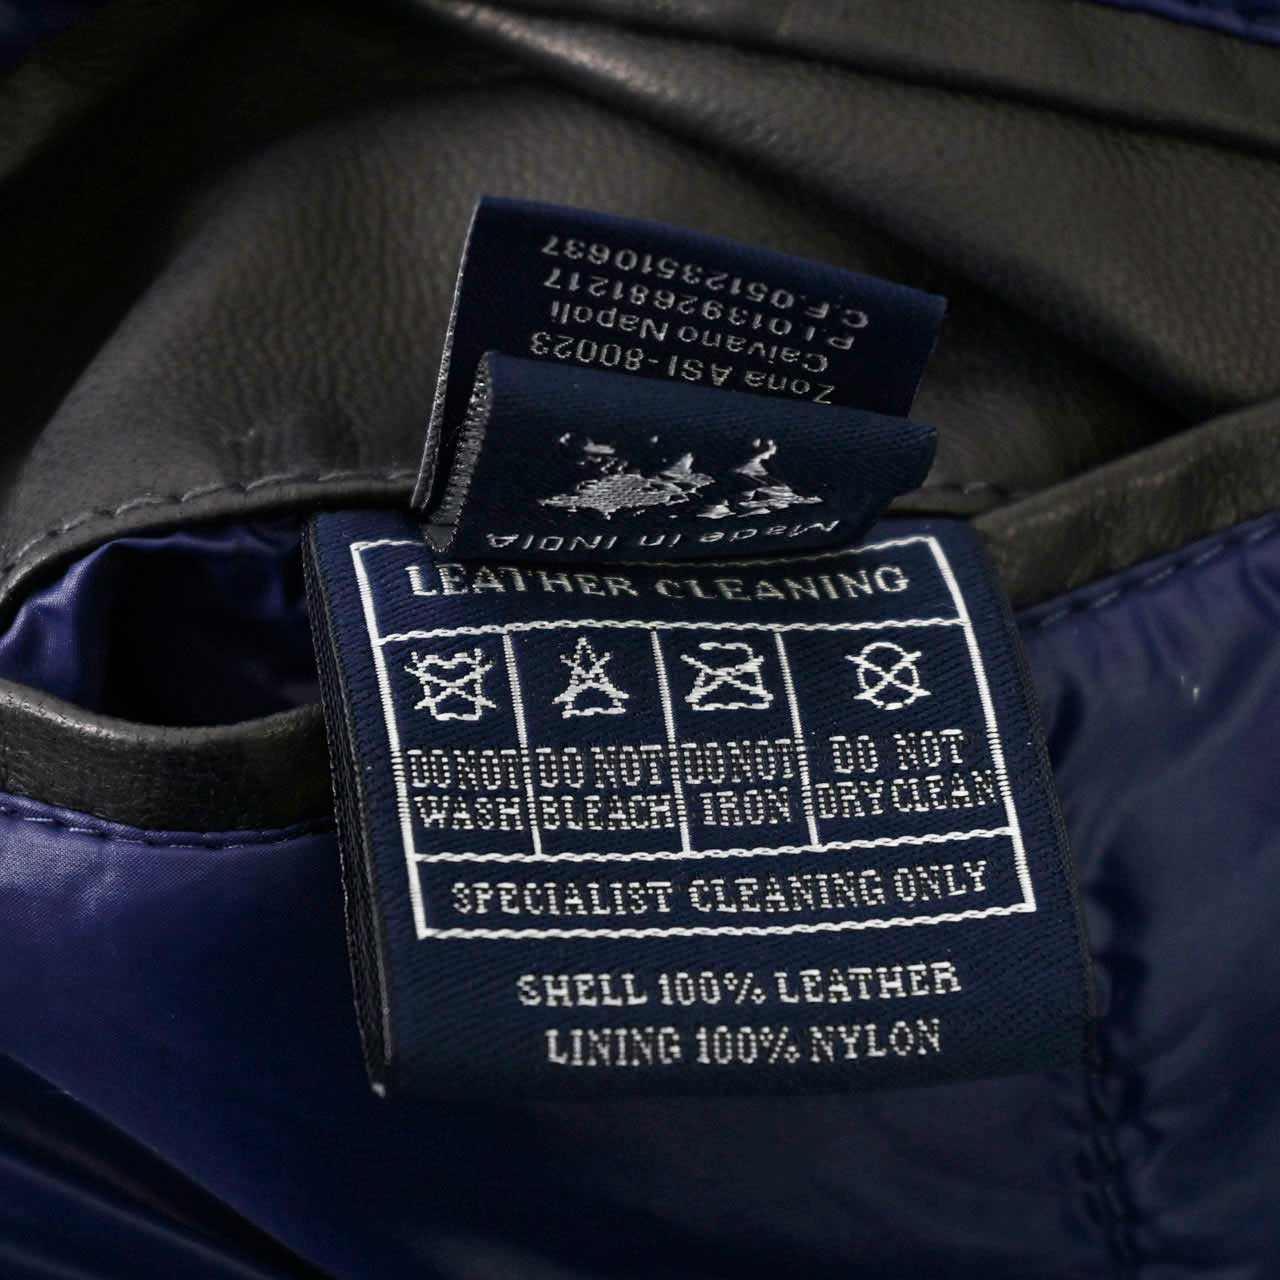 Zona ASI-80023
Caivano Napoli
P.I.01392681217
C.F.05123510637
Made in INDIA
LEATHER CLEANING
DO NOT WASH
DO NOT BLEACH
DO NOT IRON
DO NOT DRY CLEAN
SPECIALIST CLEANING ONLY
SHELL 100% LEATHER
LINING 100% NYLON